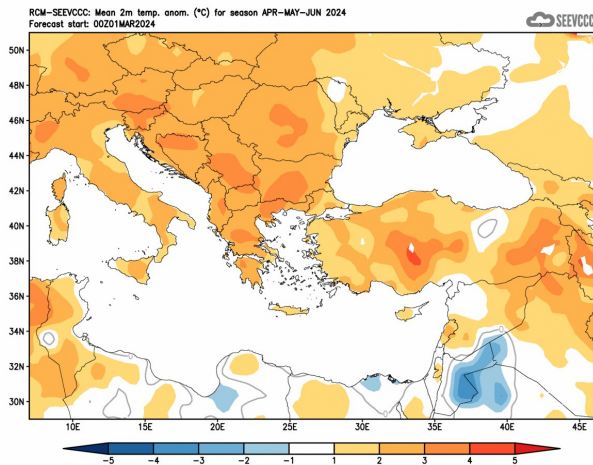 RCM-SEEVCCC: Mean 2m temp. anom. (°C) for season APR-MAY-JUN 2024
Forecast start: 00Z01MAR2024
SEEVCCC
50N
48N
46N
44N
42N
40N
38N
36N
34N
32N
30N
10E 15E 20E 25E 30E 35E 40E 45E
-5 -4 -3 -2 -1 1 2 3 4 5